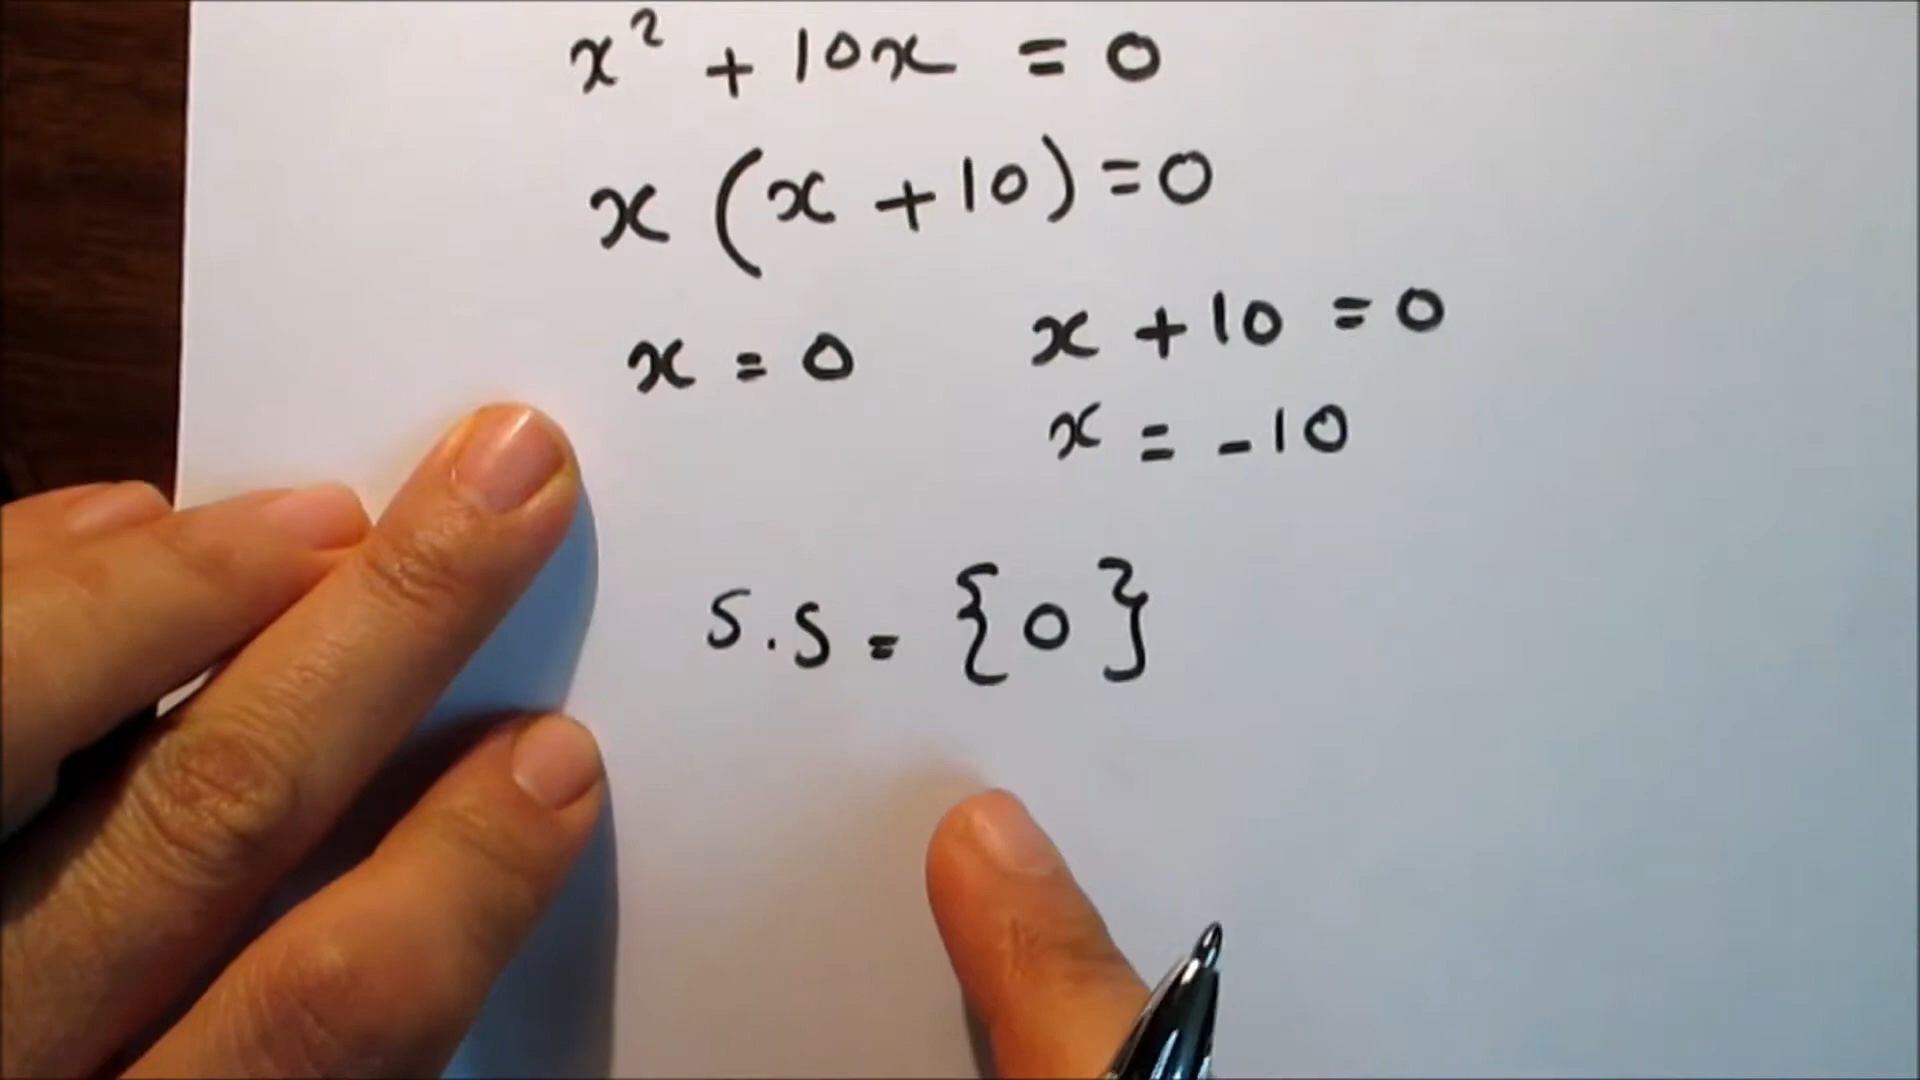 x² + 10x = 0
x (x + 10) = 0
x = 0    x + 10 = 0
x = -10
S.S = {0}